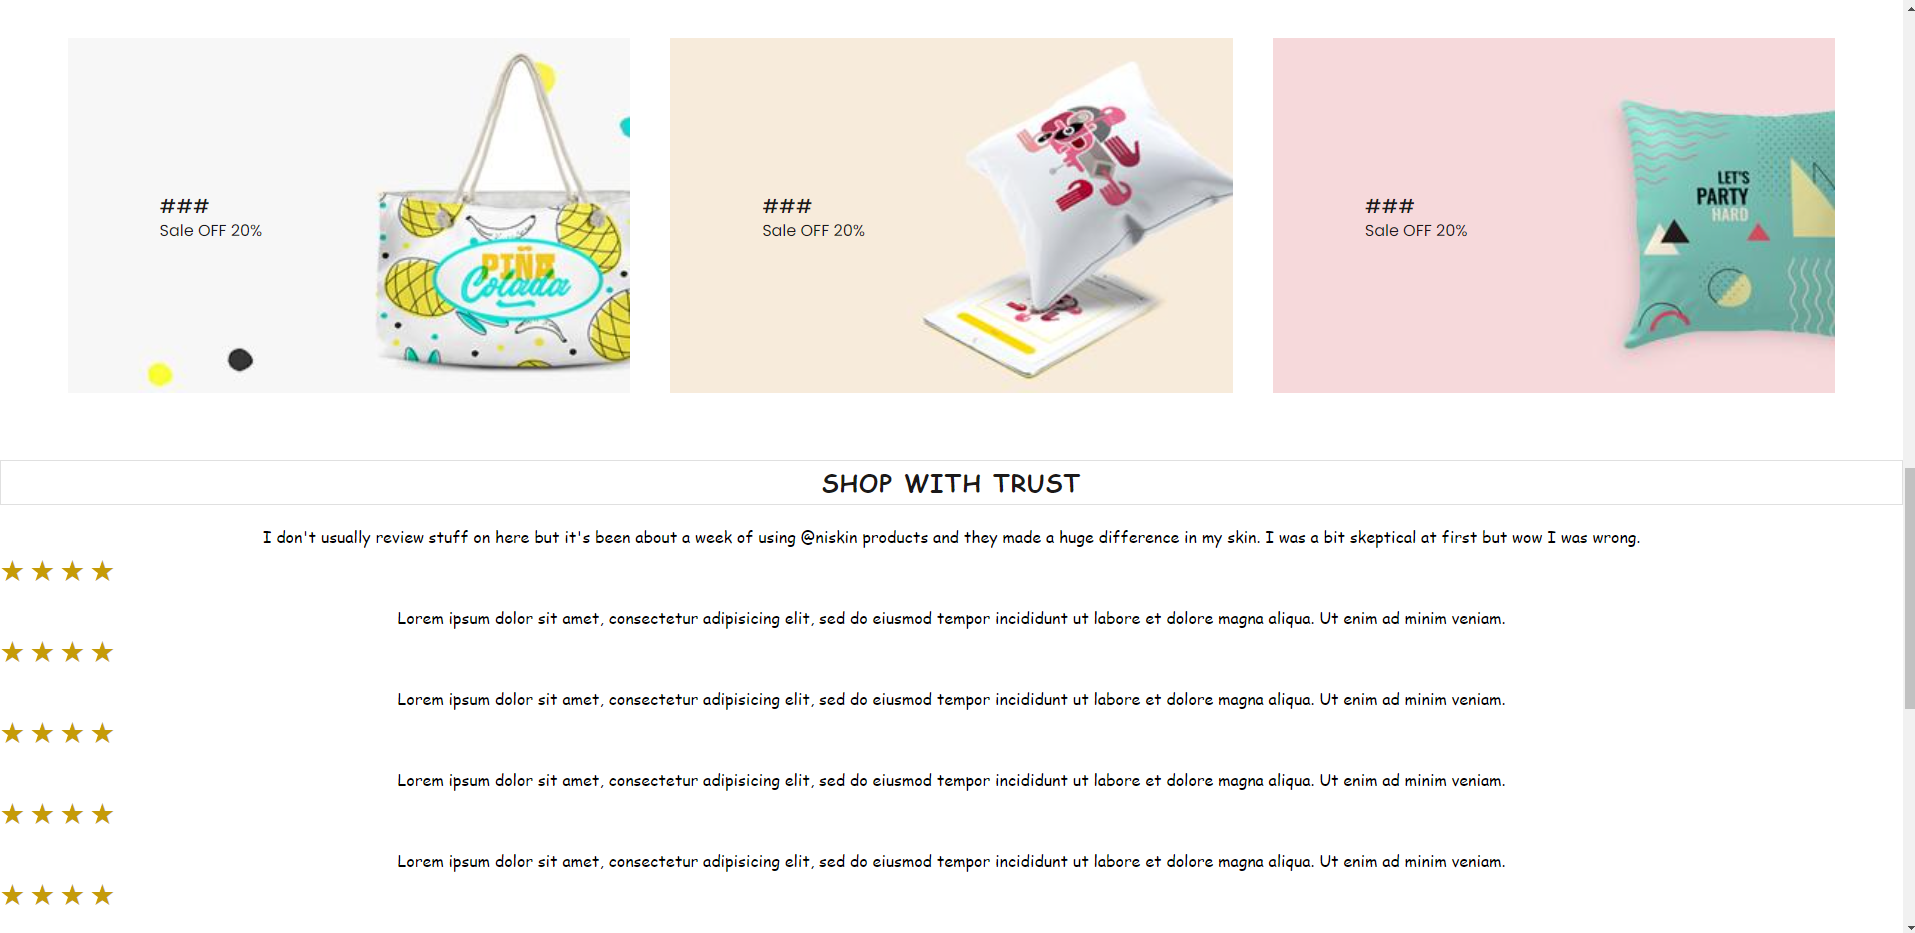 ###
Sale OFF 20%
PIÑA
Colada
###
Sale OFF 20%
###
Sale OFF 20%
LET'S
PARTY
HARD
SHOP WITH TRUST
I don't usually review stuff on here but it's been about a week of using @niskin products and they made a huge difference in my skin. I was a bit skeptical at first but wow I was wrong.
★ ★ ★ ★
Lorem ipsum dolor sit amet, consectetur adipisicing elit, sed do eiusmod tempor incididunt ut labore et dolore magna aliqua. Ut enim ad minim veniam.
★ ★ ★ ★
Lorem ipsum dolor sit amet, consectetur adipisicing elit, sed do eiusmod tempor incididunt ut labore et dolore magna aliqua. Ut enim ad minim veniam.
★ ★ ★ ★
Lorem ipsum dolor sit amet, consectetur adipisicing elit, sed do eiusmod tempor incididunt ut labore et dolore magna aliqua. Ut enim ad minim veniam.
★ ★ ★ ★
Lorem ipsum dolor sit amet, consectetur adipisicing elit, sed do eiusmod tempor incididunt ut labore et dolore magna aliqua. Ut enim ad minim veniam.
★ ★ ★ ★